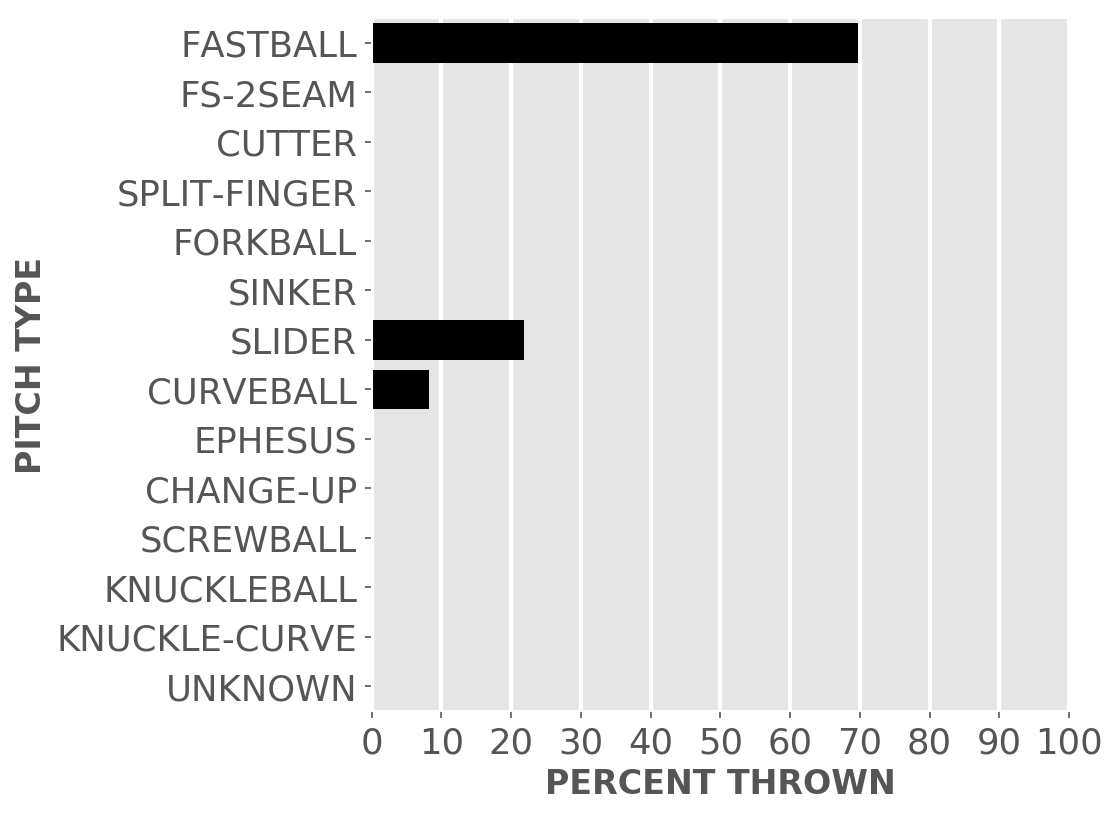 PITCH TYPE
FASTBALL
FS-2SEAM
CUTTER
SPLIT-FINGER
FORKBALL
SINKER
SLIDER
CURVEBALL
EPHESUS
CHANGE-UP
SCREWBALL
KNUCKLEBALL
KNUCKLE-CURVE
UNKNOWN
0 10 20 30 40 50 60 70 80 90 100
PERCENT THROWN